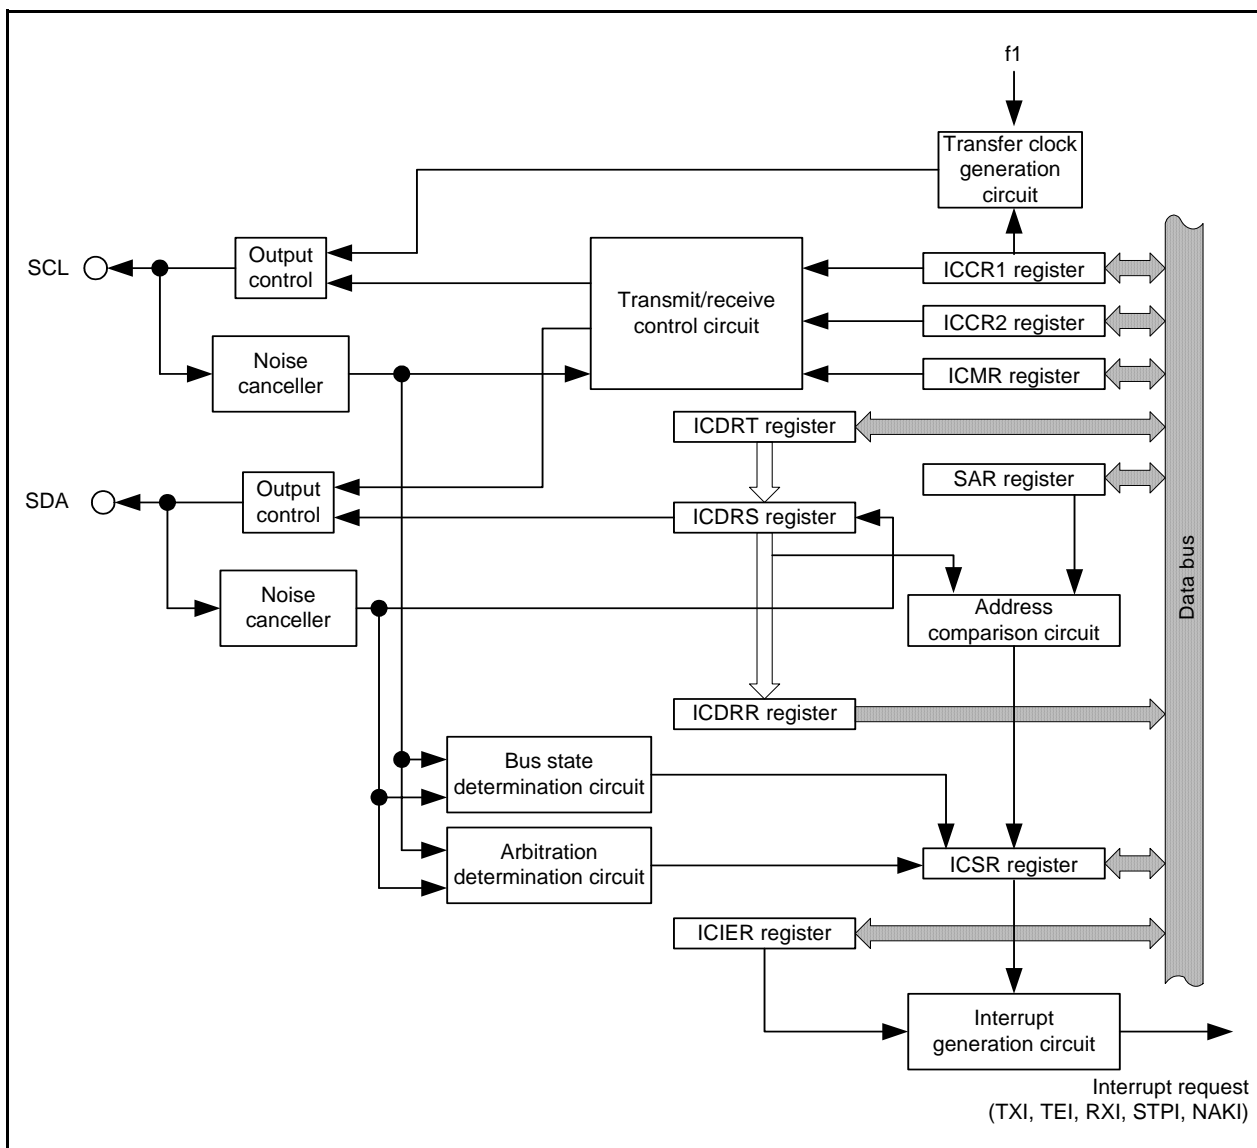 f1
Transfer clock
generation
circuit
SCL
Output
control
Transmit/receive
control circuit
ICCR1 register
ICCR2 register
Noise
canceller
ICMR register
ICDRT register
SDA
Output
control
SAR register
ICDRS register
Data bus
Noise
canceller
Address
comparison circuit
ICDRR register
Bus state
determination circuit
Arbitration
determination circuit
ICSR register
ICIER register
Interrupt
generation circuit
Interrupt request
(TXI, TEI, RXI, STPI, NAKI)